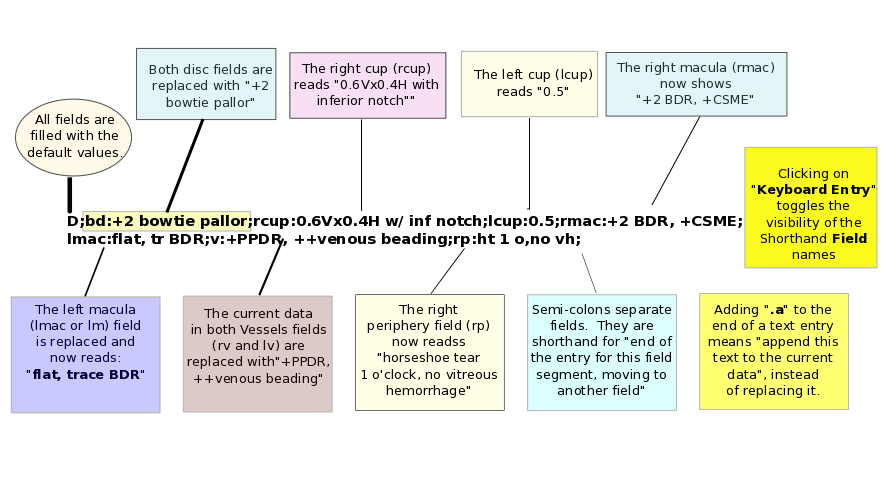 All fields are
filled with the
default values.
Both disc fields are
replaced with "+2
bowtie pallor"
The right cup (rcup)
reads "0.6Vx0.4H with
inferior notch""
The left cup (lcup)
reads "0.5"
The right macula (rmac)
now shows
"+2 BDR, +CSME"
Clicking on
"Keyboard Entry"
toggles the
visibility of the
Shorthand Field
names
D;bd:+2 bowtie pallor;rcup:0.6Vx0.4H w/ inf notch;lcup:0.5;rmac:+2 BDR, +CSME;
lmac:flat, tr BDR;v:+PPDR, ++venous beading;rp:ht 1 o,no vh;
The left macula
(lmac or lm) field
is replaced and
now reads:
"flat, trace BDR"
The current data
in both Vessels fields
(rv and lv) are
replaced with"+PPDR,
++venous beading"
The right
periphery field (rp)
now readss
"horseshoe tear
1 o'clock, no vitreous
hemorrhage"
Semi-colons separate
fields. They are
shorthand for "end of
the entry for this field
segment, moving to
another field"
Adding ".a" to the
end of a text entry
means "append this
text to the current
data", instead
of replacing it.